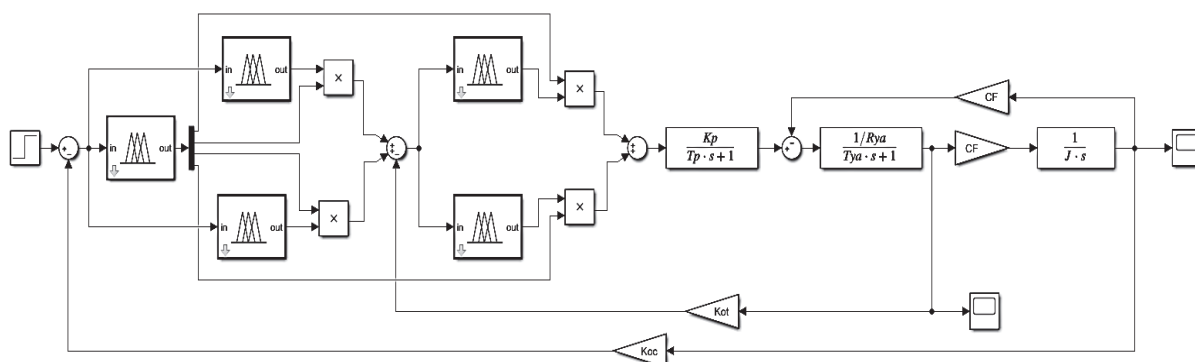 in out
×
in out
×
CF
in out
Kp
Tp · s + 1
1/Rya
Tya · s + 1
CF
1
J · s
in out
×
in out
×
Kot
Koc